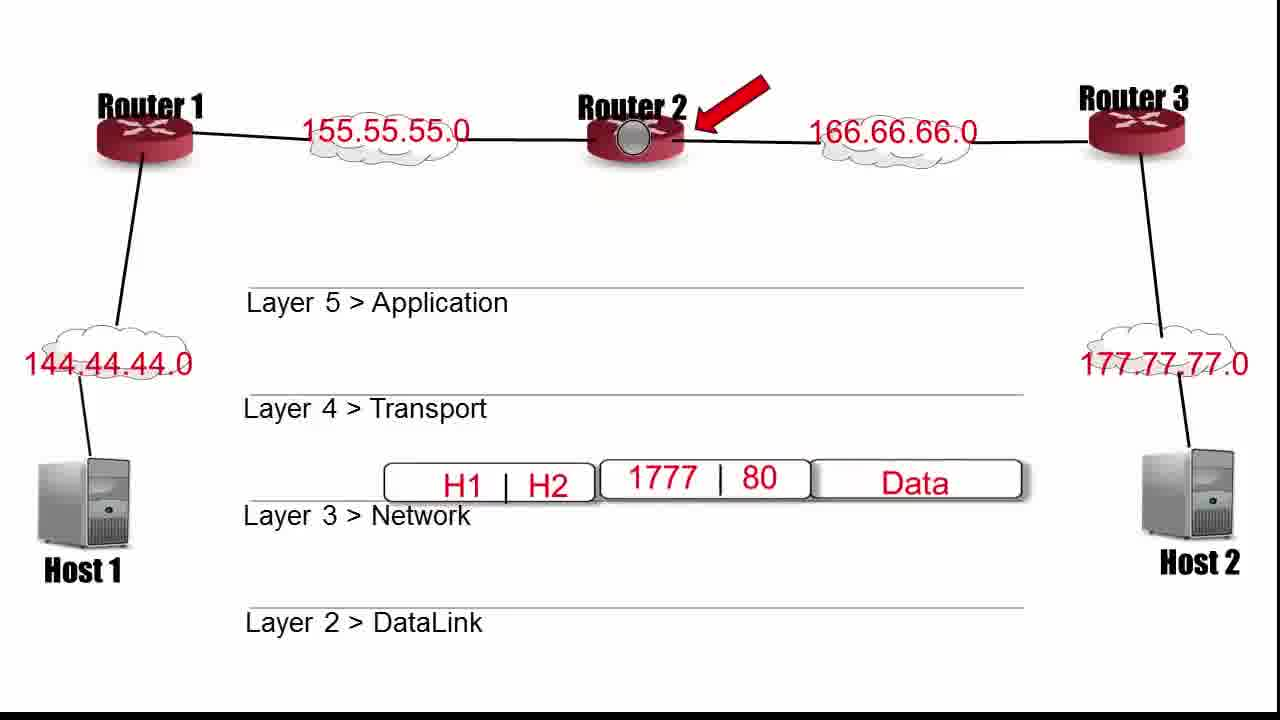 Router 1
Router 2
Router 3
155.55.55.0
166.66.66.0
Layer 5 > Application
144.44.44.0
177.77.77.0
Layer 4 > Transport
H1 | H2
1777 | 80
Data
Layer 3 > Network
Host 1
Host 2
Layer 2 > DataLink